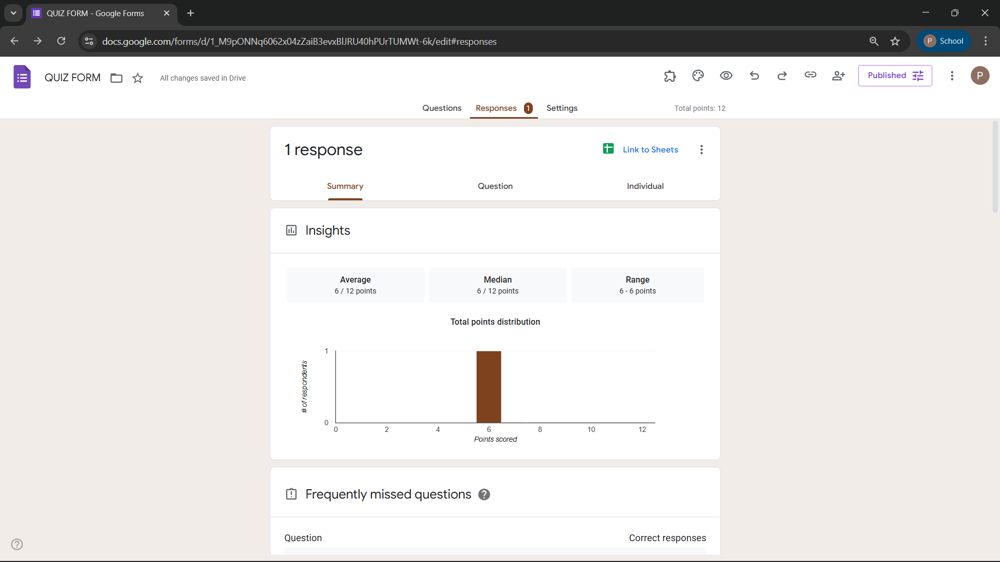 QUIZ FORM - Google Forms
docs.google.com/forms/d/1_M9pONNq6062x04zZaiB3evxBlJRU40hPUrTUMWt-6k/edit#responses
P School
QUIZ FORM
All changes saved in Drive
Published
P
Questions Responses 1 Settings
Total points: 12
1 response
Link to Sheets
Summary Question Individual
Insights
Average Median Range
6 / 12 points 6 / 12 points 6 - 6 points
Total points distribution
# of respondents
1
0
0 2 4 6 8 10 12
Points scored
Frequently missed questions
Question Correct responses